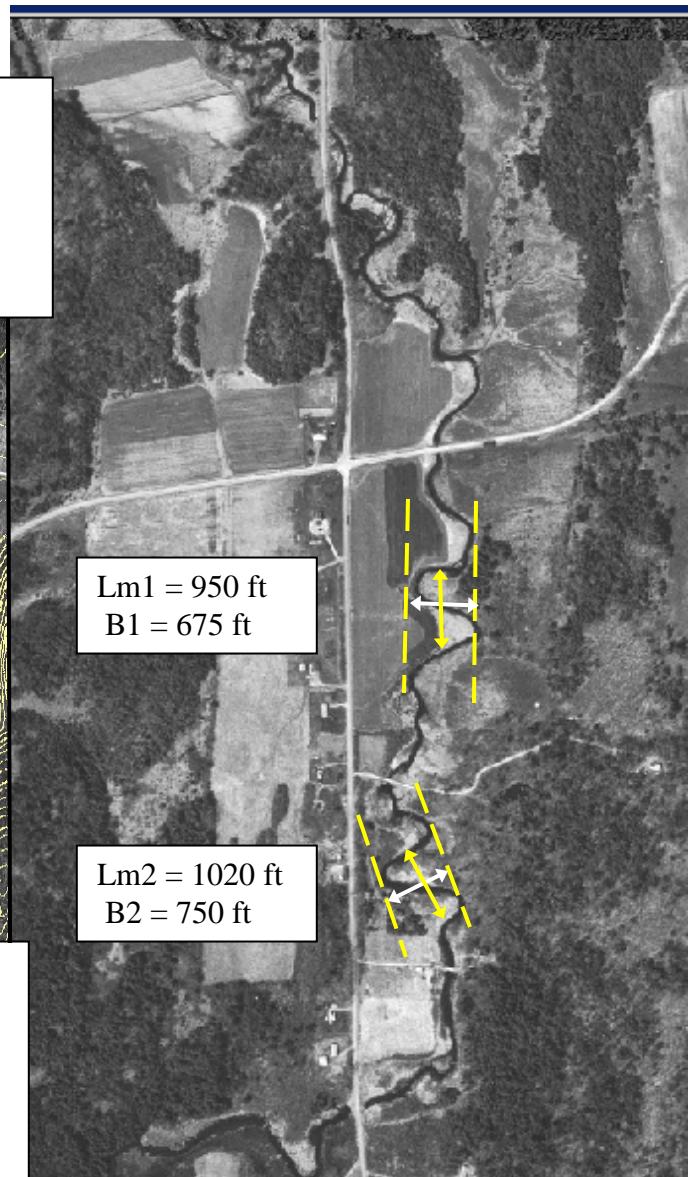 Lm1 = 950 ft
B1 = 675 ft
Lm2 = 1020 ft
B2 = 750 ft